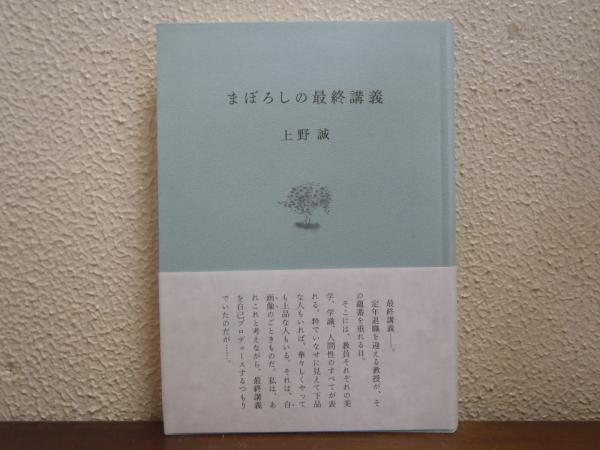 まぼろしの最終講義
上野 誠
最終講義――。
定年退職を迎える教授が、そ
の蘊蓄を垂れる日。
そこには、教員それぞれの美
学、学識、人間性のすべてが表
れる。粋でいなせに見えて下品
な人もいれば、華々しくやって
も上品な人もいる。それは、自
画像のごときものだ。私は、あ
れこれと考えながら、最終講義
を自己プロデュースするつもり
でいたのだが……。